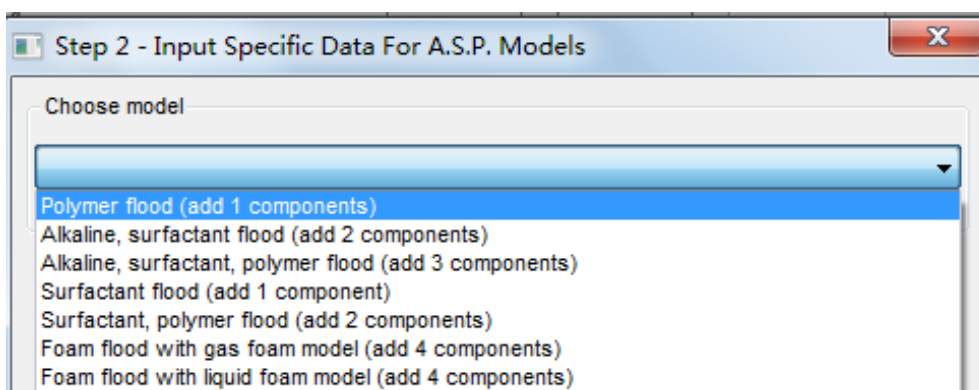 Step 2 - Input Specific Data For A.S.P. Models
Choose model
Polymer flood (add 1 components)
Alkaline, surfactant flood (add 2 components)
Alkaline, surfactant, polymer flood (add 3 components)
Surfactant flood (add 1 component)
Surfactant, polymer flood (add 2 components)
Foam flood with gas foam model (add 4 components)
Foam flood with liquid foam model (add 4 components)